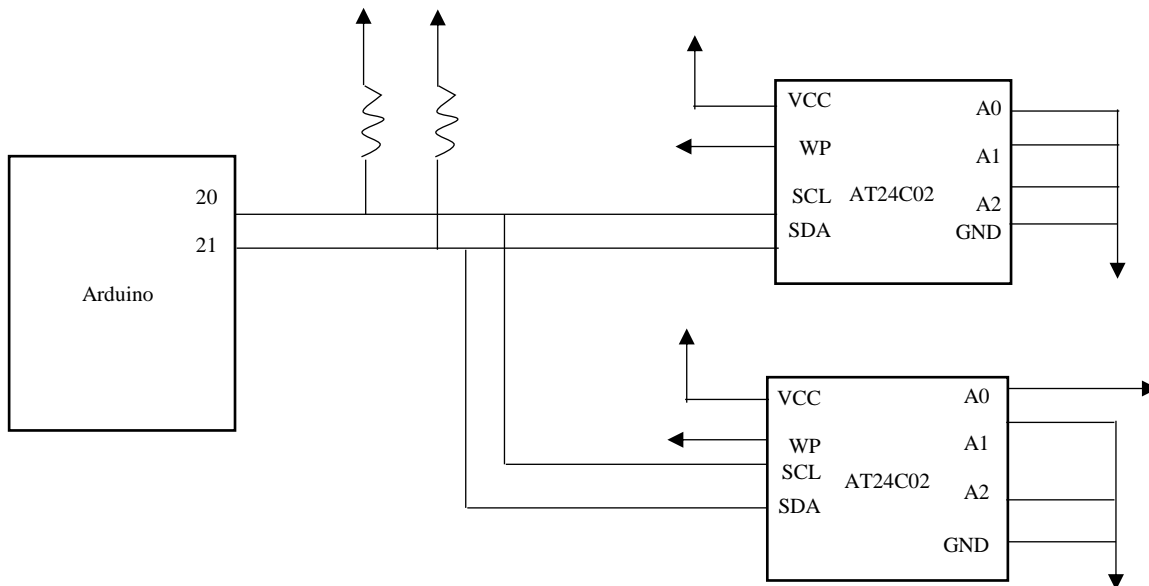 20
21
Arduino
VCC
WP
SCL
SDA
AT24C02
A0
A1
A2
GND
VCC
WP
SCL
SDA
AT24C02
A0
A1
A2
GND